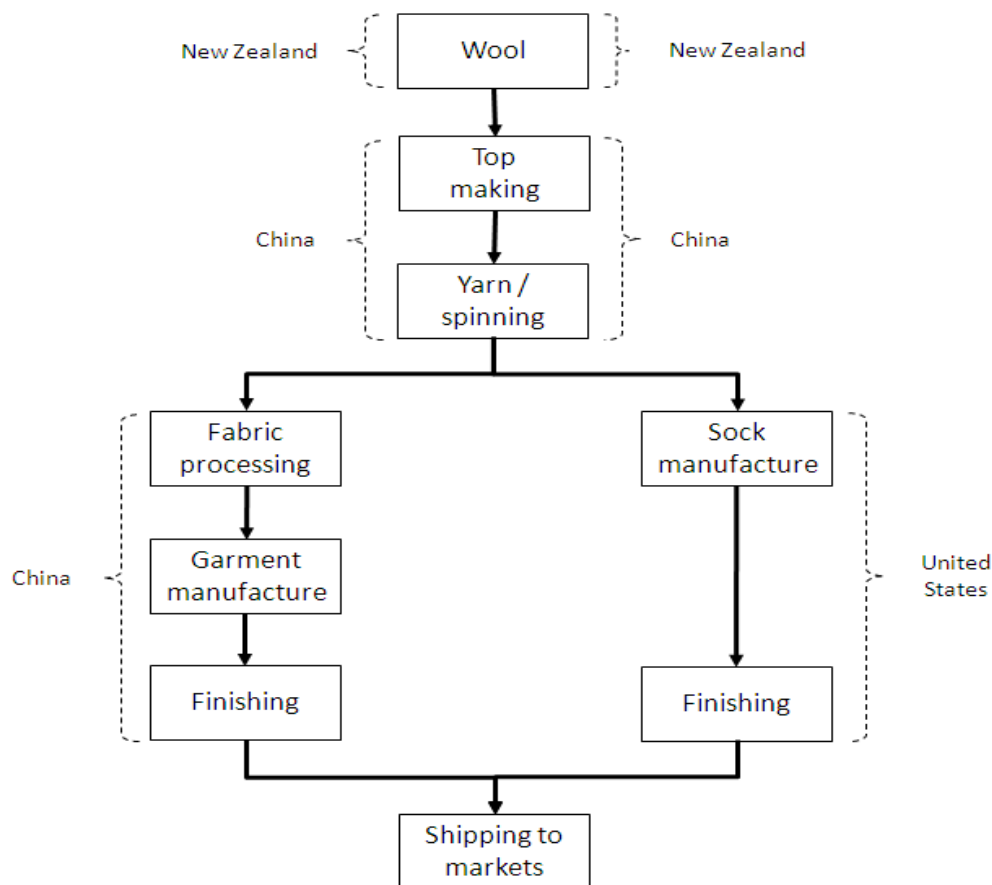 New Zealand
Wool
New Zealand
Top
making
China
China
Yarn /
spinning
Fabric
processing
Sock
manufacture
China
Garment
manufacture
United
States
Finishing
Finishing
Shipping to
markets